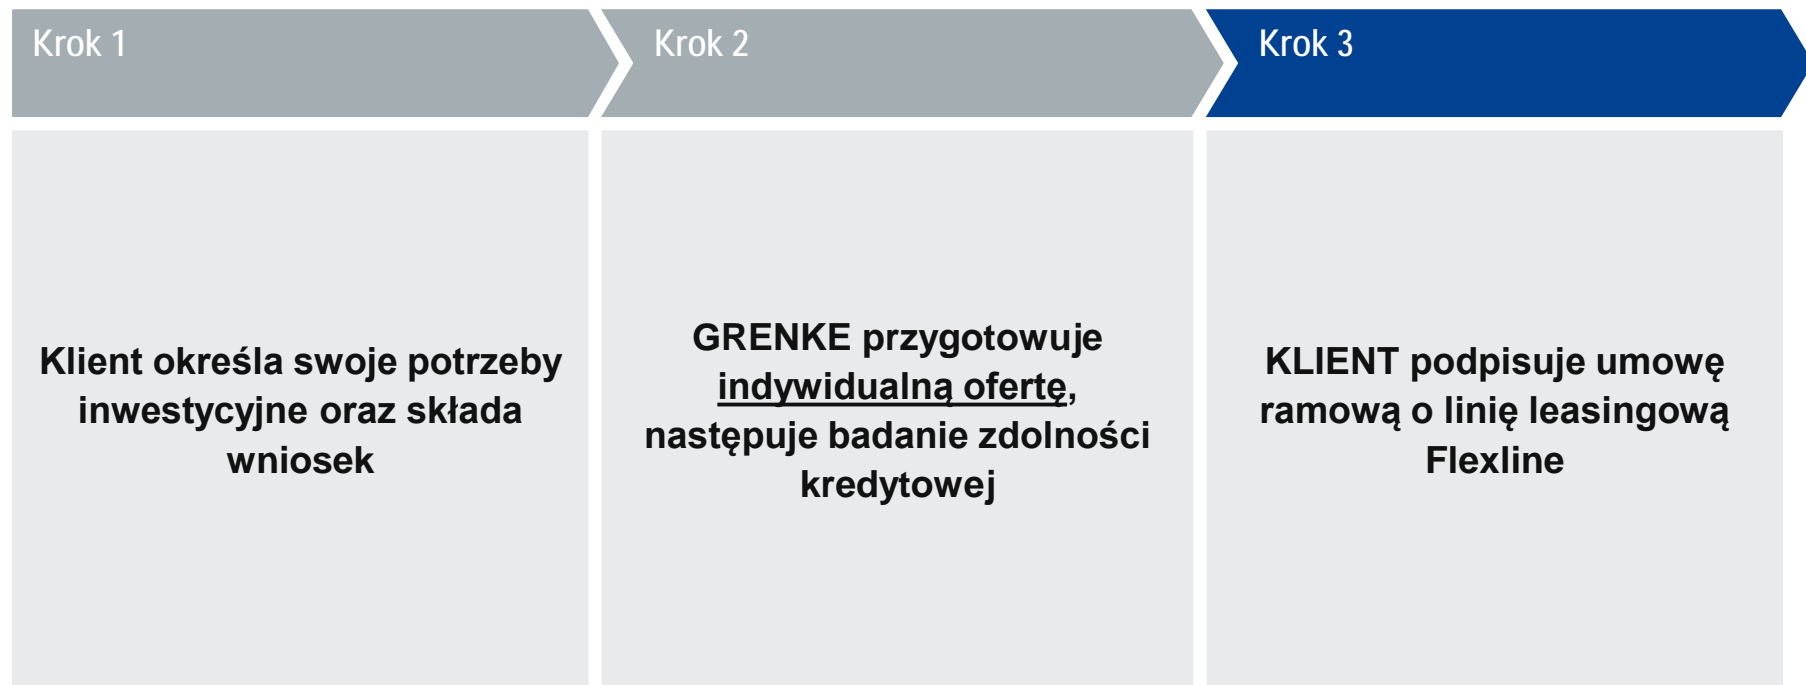 Krok 1
Krok 2
Krok 3
Klient określa swoje potrzeby
inwestycyjne oraz składa
wniosek
GRENKE przygotowuje
indywidualną ofertę,
następuje badanie zdolności
kredytowej
KLIENT podpisuje umowę
ramową o linię leasingową
Flexline